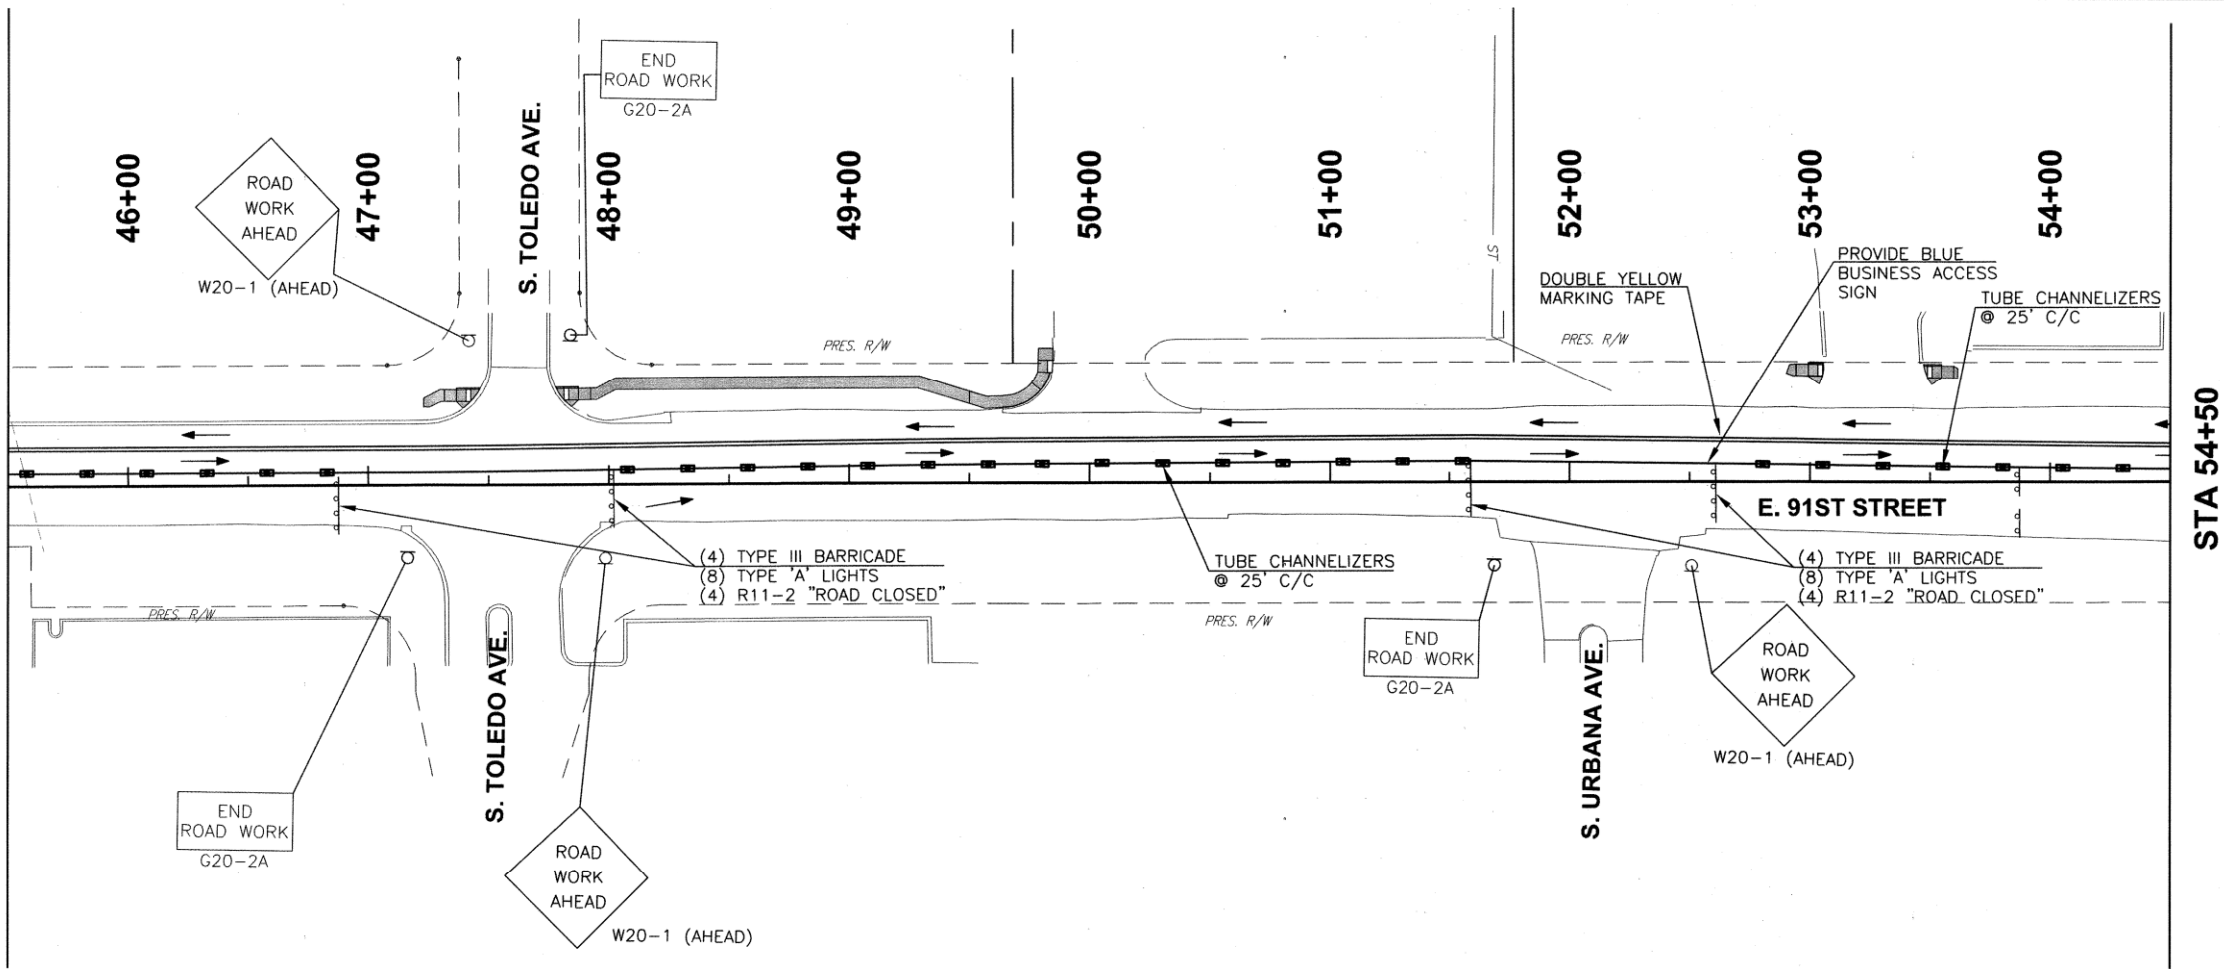 END
ROAD WORK
G20-2A
S. TOLEDO AVE.
ROAD
WORK
AHEAD
W20-1 (AHEAD)
46+00
47+00
48+00
49+00
50+00
51+00
52+00
53+00
54+00
ST
PROVIDE BLUE
BUSINESS ACCESS
SIGN
DOUBLE YELLOW
MARKING TAPE
TUBE CHANNELIZERS
@ 25' C/C
PRES. R/W
PRES. R/W
STA 54+50
E. 91ST STREET
(4) TYPE III BARRICADE
(8) TYPE 'A' LIGHTS
(4) R11-2 "ROAD CLOSED"
TUBE CHANNELIZERS
@ 25' C/C
(4) TYPE III BARRICADE
(8) TYPE 'A' LIGHTS
(4) R11-2 "ROAD CLOSED"
PRES. R/W
PRES. R/W
END
ROAD WORK
G20-2A
ROAD
WORK
AHEAD
W20-1 (AHEAD)
S. TOLEDO AVE.
S. URBANA AVE.
END
ROAD WORK
G20-2A
ROAD
WORK
AHEAD
W20-1 (AHEAD)